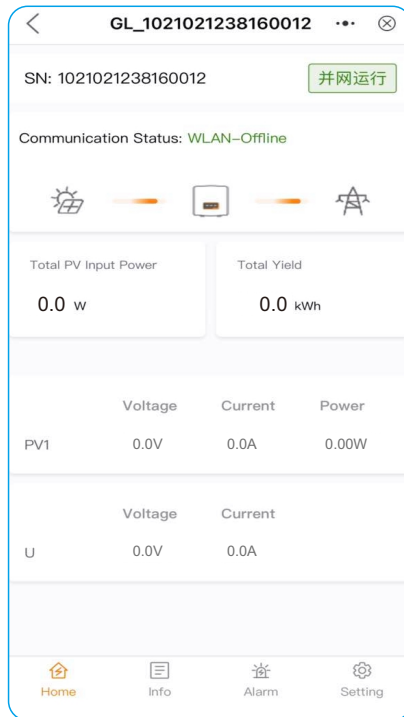 GL_1021021238160012
SN: 1021021238160012 并网运行
Communication Status: WLAN-Offline
Total PV Input Power Total Yield
0.0 W 0.0 kWh
Voltage Current Power
PV1 0.0V 0.0A 0.00W
Voltage Current
U 0.0V 0.0A
Home Info Alarm Setting